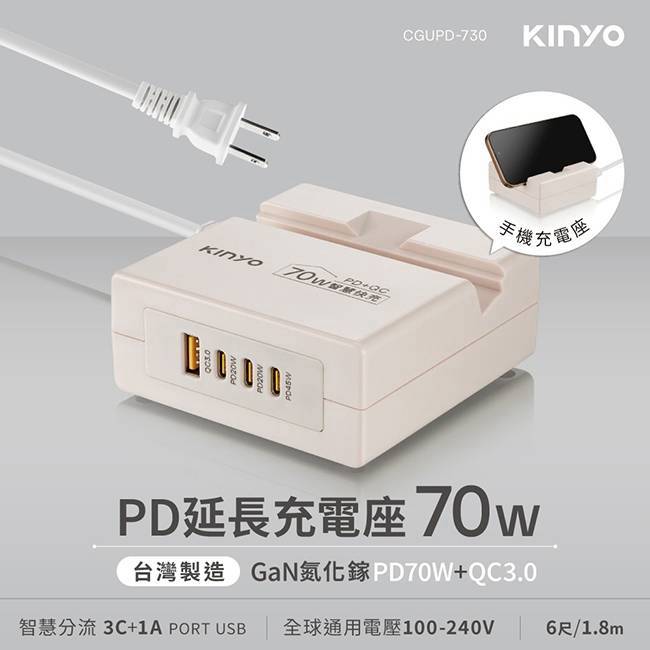 CGUPD-730 KINYO
手機充電座
KINYO
PD+QC
70W智慧快充
QC3.0
PD20W
PD20W
PD45W
PD延長充電座 70W
台灣製造 GaN氮化鎵PD70W+QC3.0
智慧分流 3C+1A PORT USB 全球通用電壓100-240V 6尺/1.8m